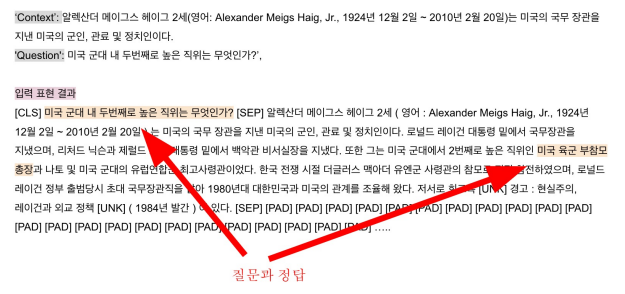 'Context': 알렉산더 메이그스 헤이그 2세(영어: Alexander Meigs Haig, Jr., 1924년 12월 2일 ~ 2010년 2월 20일)는 미국의 국무 장관을
지낸 미국의 군인, 관료 및 정치인이다.
'Question': 미국 군대 내 두번째로 높은 직위는 무엇인가?',
입력 표현 결과
[CLS] 미국 군대 내 두번째로 높은 직위는 무엇인가? [SEP] 알렉산더 메이그스 헤이그 2세 ( 영어 : Alexander Meigs Haig, Jr., 1924년
12월 2일 ~ 2010년 2월 20일 ) 는 미국의 국무 장관을 지낸 미국의 군인, 관료 및 정치인이다. 로널드 레이건 대통령 밑에서 국무장관을
지냈으며, 리처드 닉슨과 제럴드 대통령 밑에서 백악관 비서실장을 지냈다. 또한 그는 미국 군대에서 2번째로 높은 직위인 미국 육군 부참모
총장과 나토 및 미국 군대의 유럽연합군 최고사령관이었다. 한국 전쟁 시절 더글러스 맥아더 유엔군 사령관의 참모로 참전하였으며, 로널드
레이건 정부 출범당시 초대 국무장관직을 맡아 1980년대 대한민국과 미국의 관계를 조율해 왔다. 저서로 [UNK] 경고 : 현실주의,
레이건과 외교 정책 [UNK] ( 1984년 발간 ) 이 있다. [SEP] [PAD] [PAD] [PAD] [PAD] [PAD] [PAD] [PAD] [PAD] [PAD] [PAD] [PAD]
[PAD] [PAD] [PAD] [PAD] [PAD] [PAD] [PAD] [PAD] [PAD] [PAD] [PAD] [PAD] …..
질문과 정답